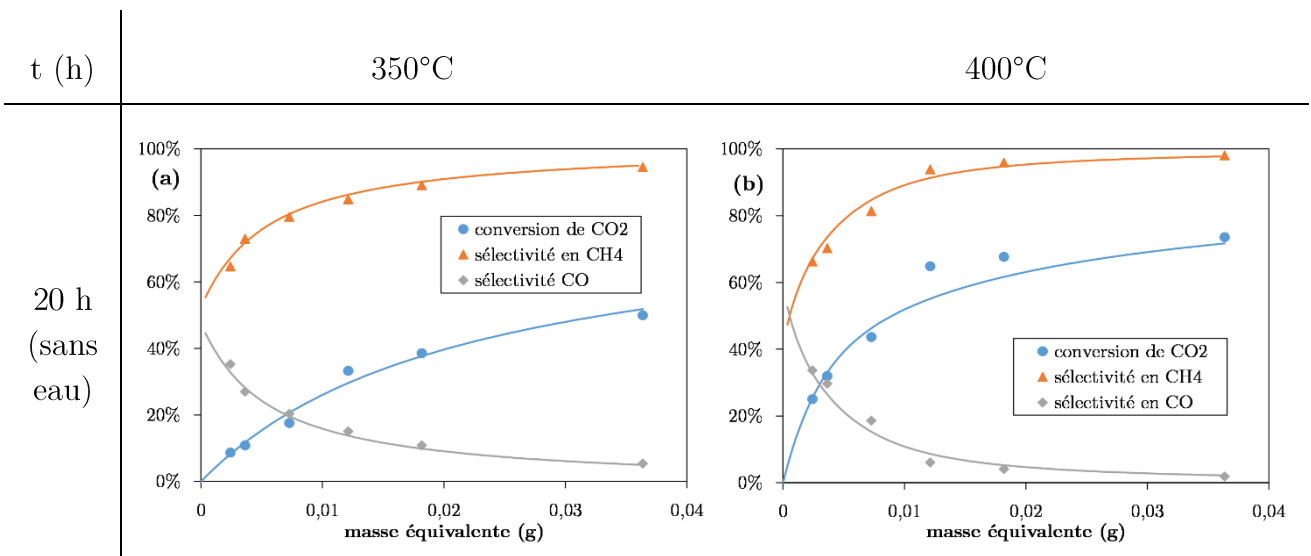 t (h)
350°C
400°C
20 h
(sans
eau)
100%
80%
60%
40%
20%
0%
(a)
conversion de CO2
sélectivité en CH4
sélectivité CO
0
0,01
0,02
0,03
0,04
masse équivalente (g)
100%
80%
60%
40%
20%
0%
(b)
conversion de CO2
sélectivité en CH4
sélectivité en CO
0
0,01
0,02
0,03
0,04
masse équivalente (g)